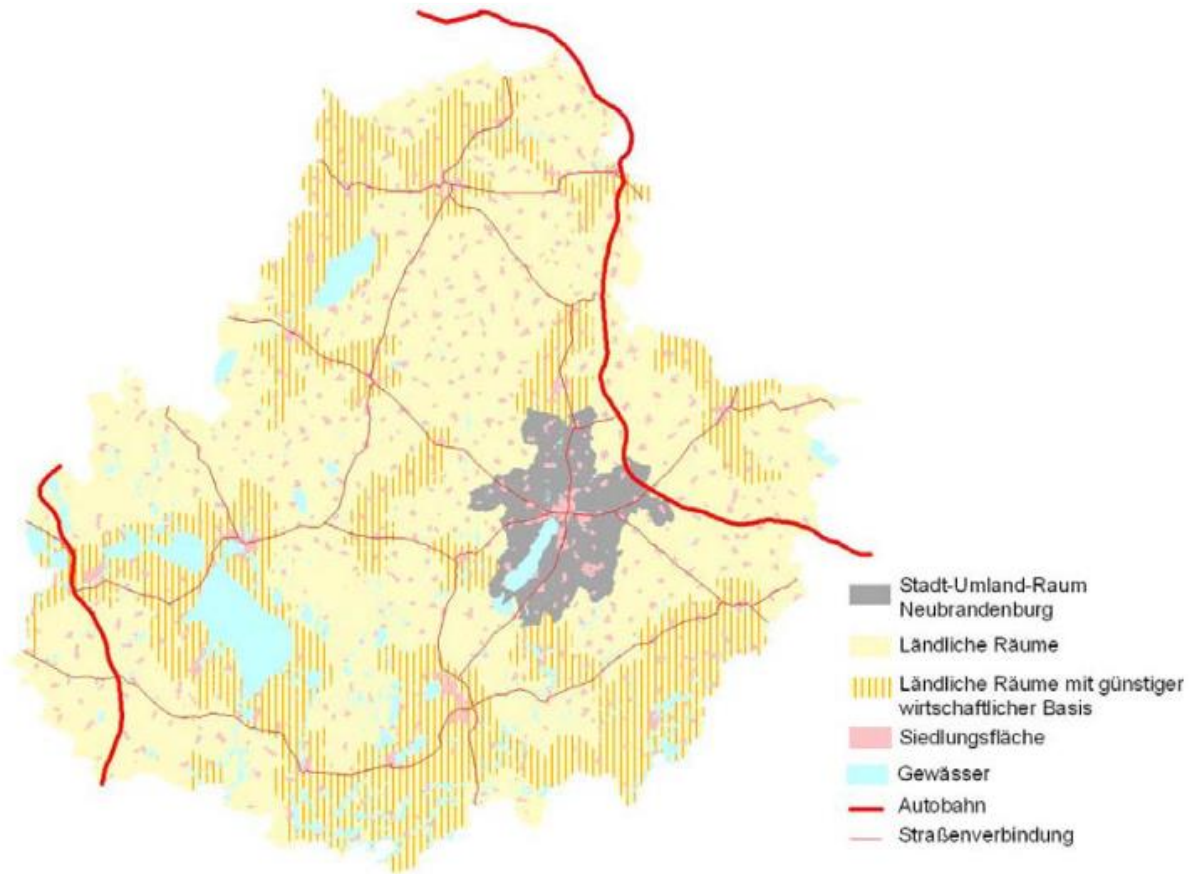 Stadt-Umland-Raum
Neubrandenburg
Ländliche Räume
Ländliche Räume mit günstiger
wirtschaftlicher Basis
Siedlungsfläche
Gewässer
Autobahn
Straßenverbindung